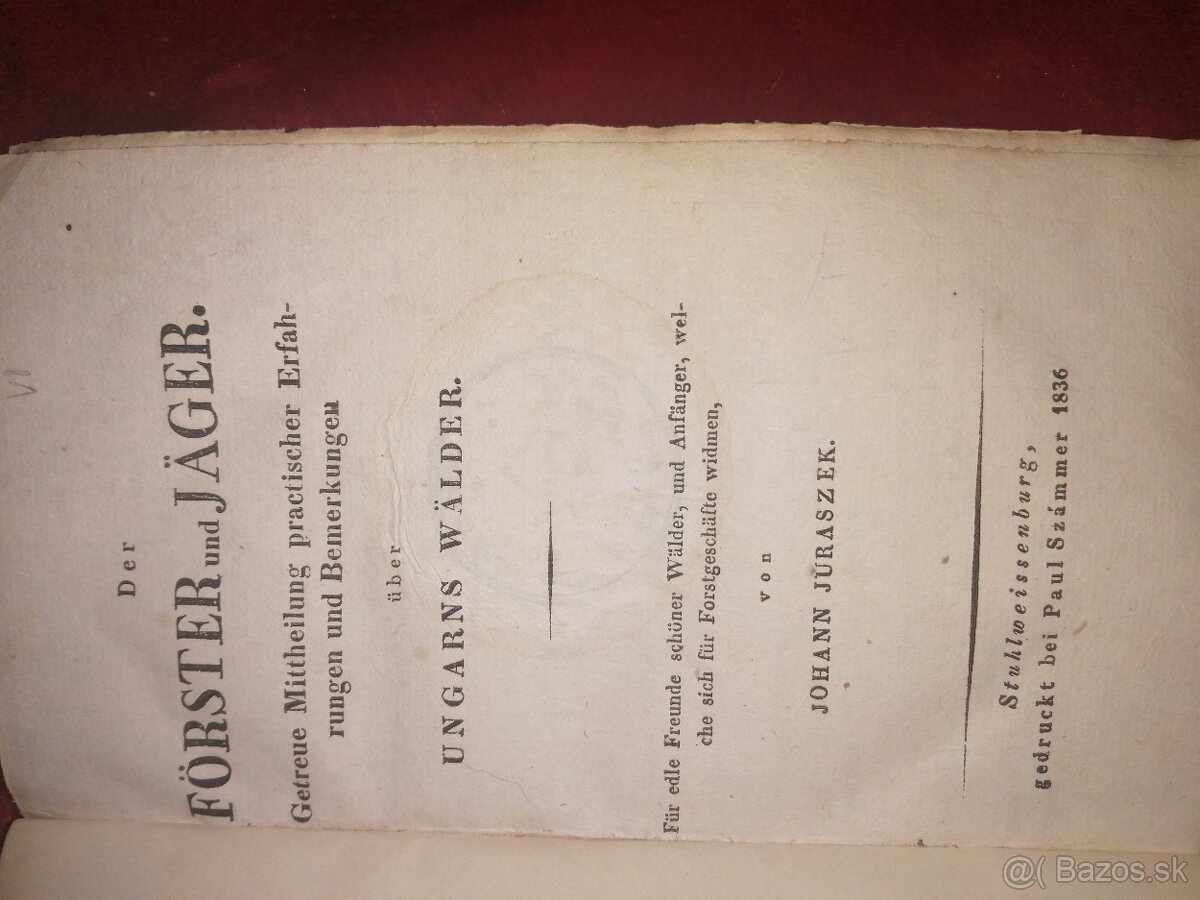 VI
Der
FÖRSTER und JÄGER.
Getreue Mittheilung practischer Erfah-
rungen und Bemerkungen
über
UNGARNS WÄLDER.
Für edle Freunde schöner Wälder, und Anfänger, wel-
che sich für Forstgeschäfte widmen,
von
JOHANN JURASZEK.
Stuhlweissenburg,
gedruckt bei Paul Számmer 1836
@( Bazos.sk